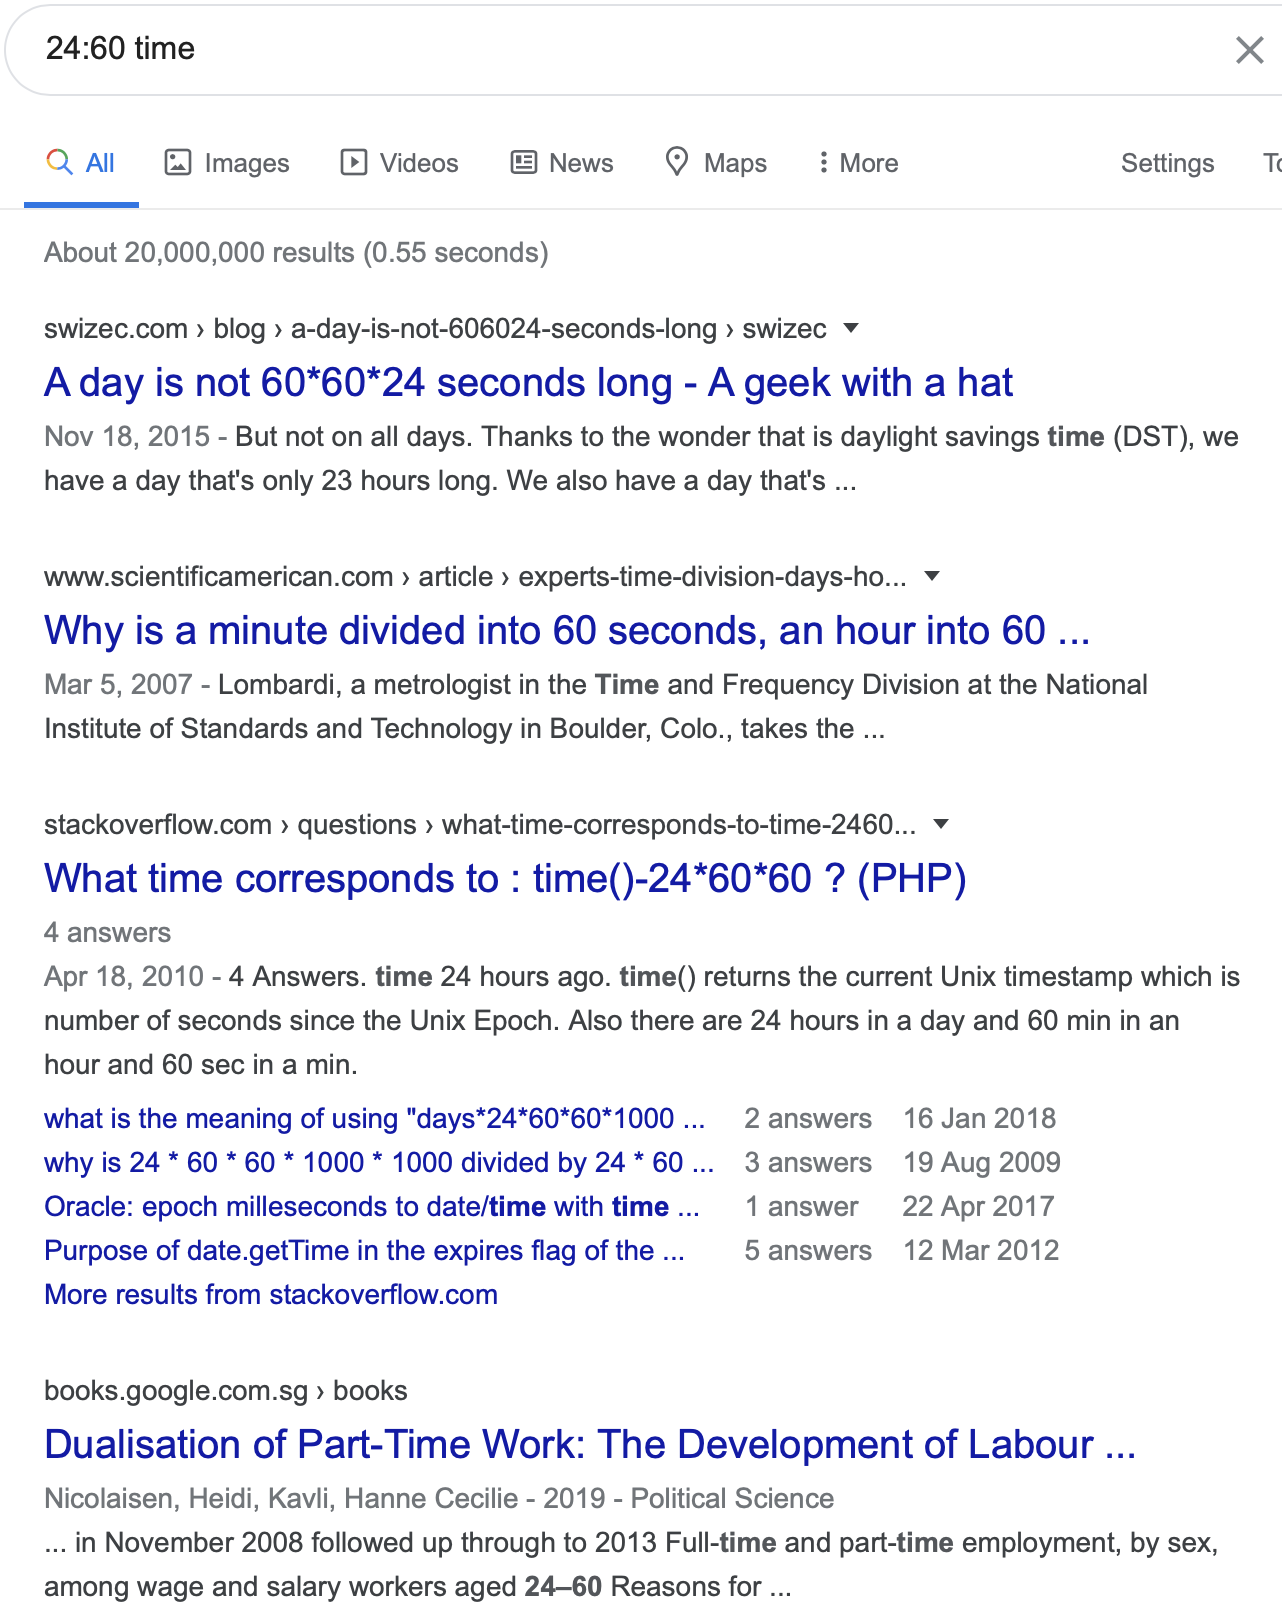 24:60 time
All Images Videos News Maps More Settings
About 20,000,000 results (0.55 seconds)
swizec.com › blog › a-day-is-not-606024-seconds-long › swizec
A day is not 60*60*24 seconds long - A geek with a hat
Nov 18, 2015 - But not on all days. Thanks to the wonder that is daylight savings time (DST), we
have a day that's only 23 hours long. We also have a day that's ...
www.scientificamerican.com › article › experts-time-division-days-ho...
Why is a minute divided into 60 seconds, an hour into 60 ...
Mar 5, 2007 - Lombardi, a metrologist in the Time and Frequency Division at the National
Institute of Standards and Technology in Boulder, Colo., takes the ...
stackoverflow.com › questions › what-time-corresponds-to-time-2460...
What time corresponds to : time()-24*60*60 ? (PHP)
4 answers
Apr 18, 2010 - 4 Answers. time 24 hours ago. time() returns the current Unix timestamp which is
number of seconds since the Unix Epoch. Also there are 24 hours in a day and 60 min in an
hour and 60 sec in a min.
what is the meaning of using "days*24*60*60*1000 ... 2 answers 16 Jan 2018
why is 24 * 60 * 60 * 1000 * 1000 divided by 24 * 60 ... 3 answers 19 Aug 2009
Oracle: epoch milleseconds to date/time with time ... 1 answer 22 Apr 2017
Purpose of date.getTime in the expires flag of the ... 5 answers 12 Mar 2012
More results from stackoverflow.com
books.google.com.sg › books
Dualisation of Part-Time Work: The Development of Labour ...
Nicolaisen, Heidi, Kavli, Hanne Cecilie - 2019 - Political Science
... in November 2008 followed up through to 2013 Full-time and part-time employment, by sex,
among wage and salary workers aged 24–60 Reasons for ...